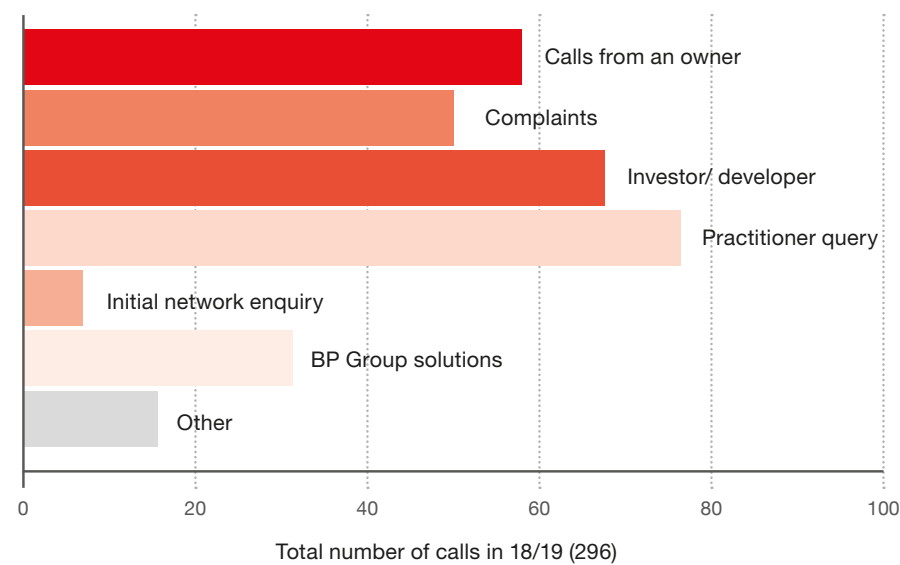 Calls from an owner
Complaints
Investor/ developer
Practitioner query
Initial network enquiry
BP Group solutions
Other
0 20 40 60 80 100
Total number of calls in 18/19 (296)